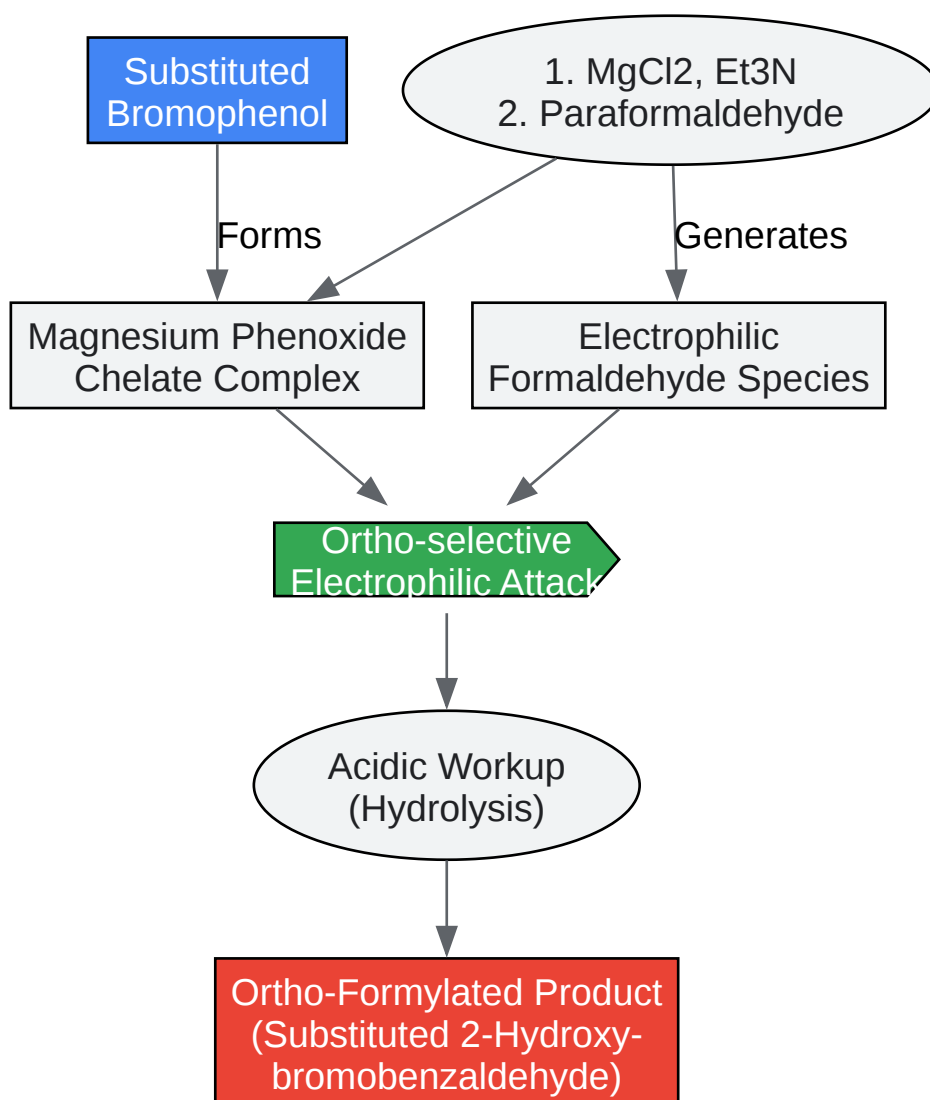 Substituted
Bromophenol
1. MgCl2, Et3N
2. Paraformaldehyde
Forms
Generates
Magnesium Phenoxide
Chelate Complex
Electrophilic
Formaldehyde Species
Ortho-selective
Electrophilic Attack
Acidic Workup
(Hydrolysis)
Ortho-Formylated Product
(Substituted 2-Hydroxy-
bromobenzaldehyde)